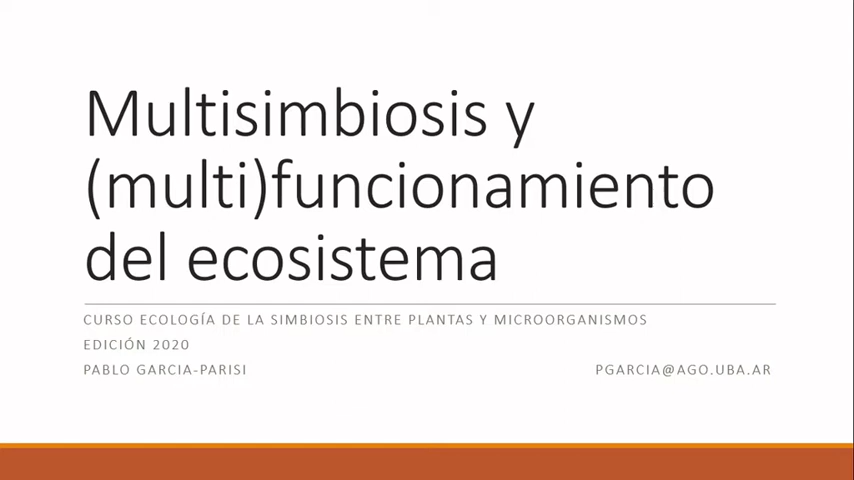 Multisimbiosis y
(multi)funcionamiento
del ecosistema
CURSO ECOLOGÍA DE LA SIMBIOSIS ENTRE PLANTAS Y MICROORGANISMOS
EDICIÓN 2020
PABLO GARCIA-PARISI PGARCIA@AGO.UBA.AR